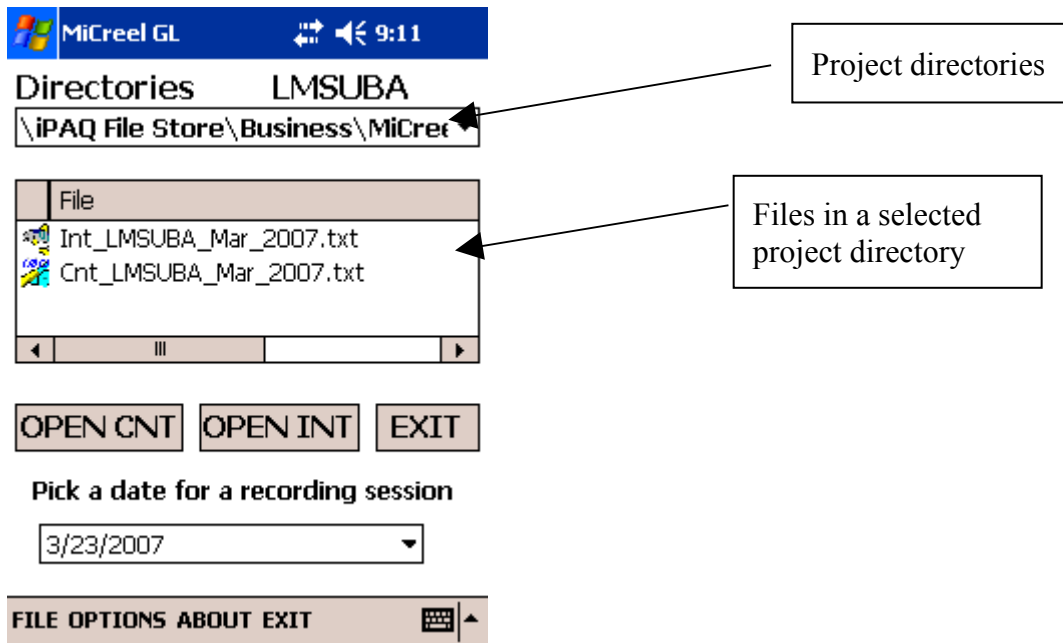 MiCreel GL 9:11
Directories LMSUBA
\iPAQ File Store\Business\MiCree
File
Int_LMSUBA_Mar_2007.txt
Cnt_LMSUBA_Mar_2007.txt
OPEN CNT OPEN INT EXIT
Pick a date for a recording session
3/23/2007
FILE OPTIONS ABOUT EXIT
Project directories
Files in a selected
project directory